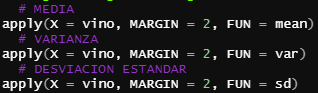 # MEDIA
apply(X = vino, MARGIN = 2, FUN = mean)
# VARIANZA
apply(X = vino, MARGIN = 2, FUN = var)
# DESVIACION ESTANDAR
apply(X = vino, MARGIN = 2, FUN = sd)